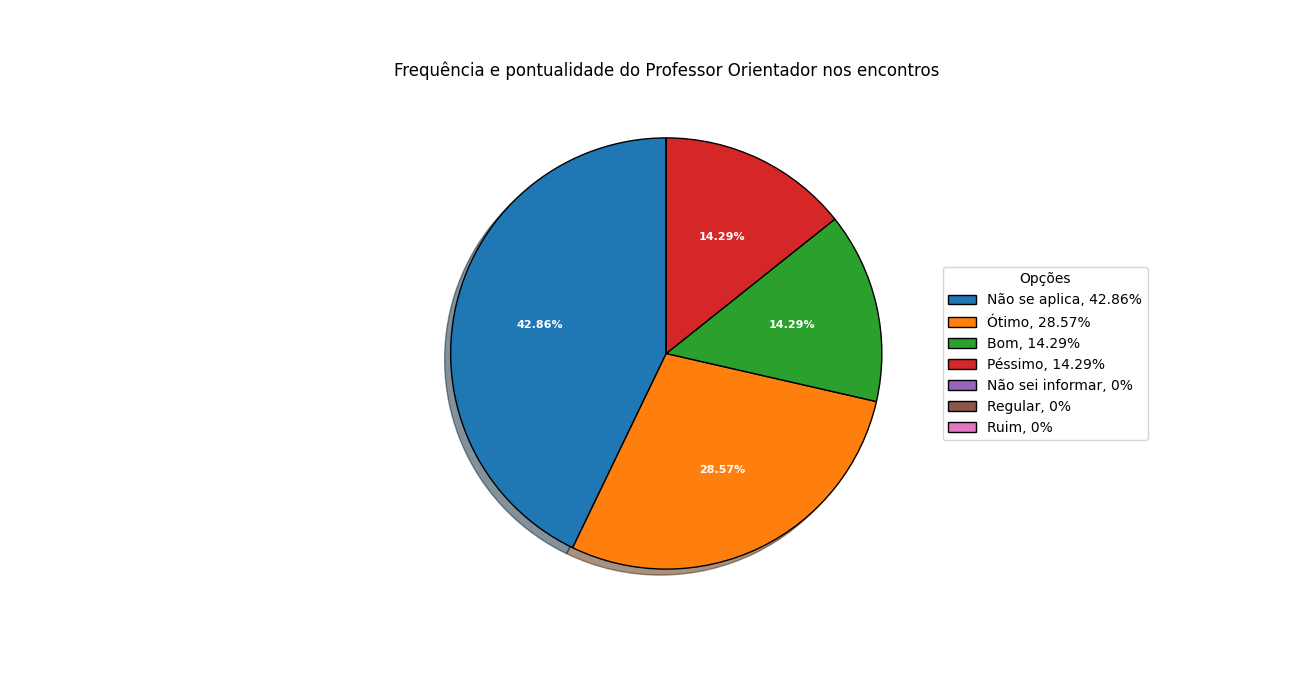 Frequência e pontualidade do Professor Orientador nos encontros
14.29%
42.86%
14.29%
28.57%
Opções
Não se aplica, 42.86%
Ótimo, 28.57%
Bom, 14.29%
Péssimo, 14.29%
Não sei informar, 0%
Regular, 0%
Ruim, 0%